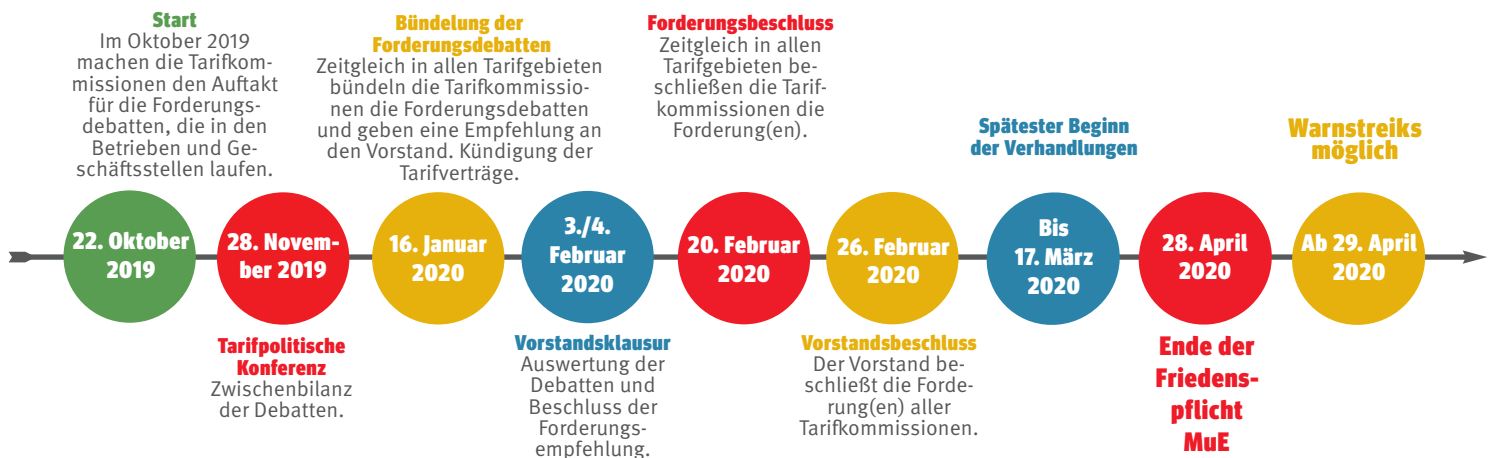 Start
Im Oktober 2019
machen die Tarifkom-
missionen den Auftakt
für die Forderungs-
debatten, die in den
Betrieben und Ge-
schäftsstellen laufen.
22. Oktober
2019
28. Novem-
ber 2019
Tarifpolitische
Konferenz
Zwischenbilanz
der Debatten.
Bündelung der
Forderungsdebatten
Zeitgleich in allen Tarifgebieten
bündeln die Tarifkommissio-
nen die Forderungsdebatten
und geben eine Empfehlung an
den Vorstand. Kündigung der
Tarifverträge.
16. Januar
2020
3./4.
Februar
2020
Vorstandsklausur
Auswertung der
Debatten und
Beschluss der
Forderungs-
empfehlung.
Forderungsbeschluss
Zeitgleich in allen
Tarifgebieten be-
schließen die Tarif-
kommissionen die
Forderung(en).
20. Februar
2020
26. Februar
2020
Vorstandsbeschluss
Der Vorstand be-
schließt die Forde-
rung(en) aller
Tarifkommissionen.
Spätester Beginn
der Verhandlungen
Bis
17. März
2020
28. April
2020
Ende der
Friedens-
pflicht
MuE
Warnstreiks
möglich
Ab 29. April
2020